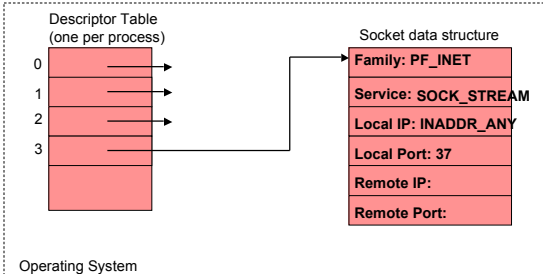 Descriptor Table
(one per process)
0
1
2
3
Socket data structure
Family: PF_INET
Service: SOCK_STREAM
Local IP: INADDR_ANY
Local Port: 37
Remote IP:
Remote Port:
Operating System